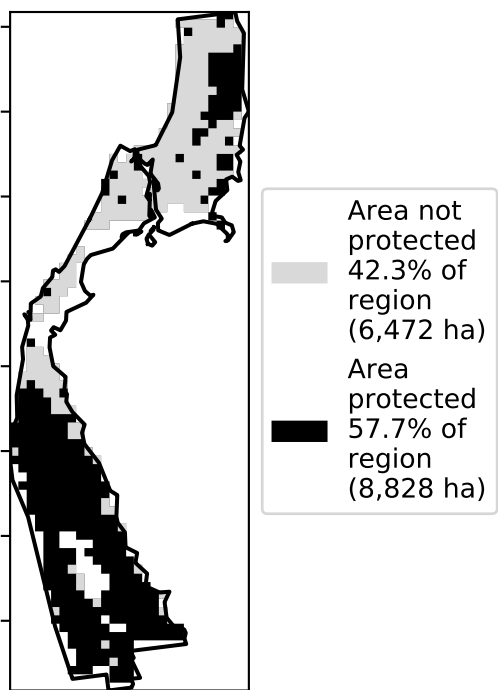 Area not
protected
42.3% of
region
(6,472 ha)
Area
protected
57.7% of
region
(8,828 ha)